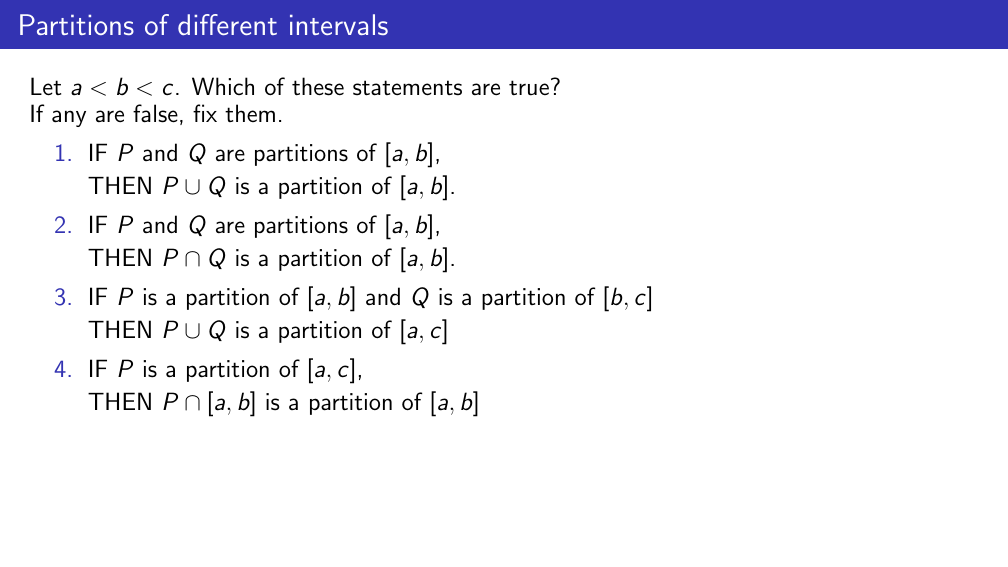 Partitions of different intervals
Let a < b < c. Which of these statements are true?
If any are false, fix them.
1. IF P and Q are partitions of [a, b],
THEN P ∪ Q is a partition of [a, b].
2. IF P and Q are partitions of [a, b],
THEN P ∩ Q is a partition of [a, b].
3. IF P is a partition of [a, b] and Q is a partition of [b, c]
THEN P ∪ Q is a partition of [a, c]
4. IF P is a partition of [a, c],
THEN P ∩ [a, b] is a partition of [a, b]